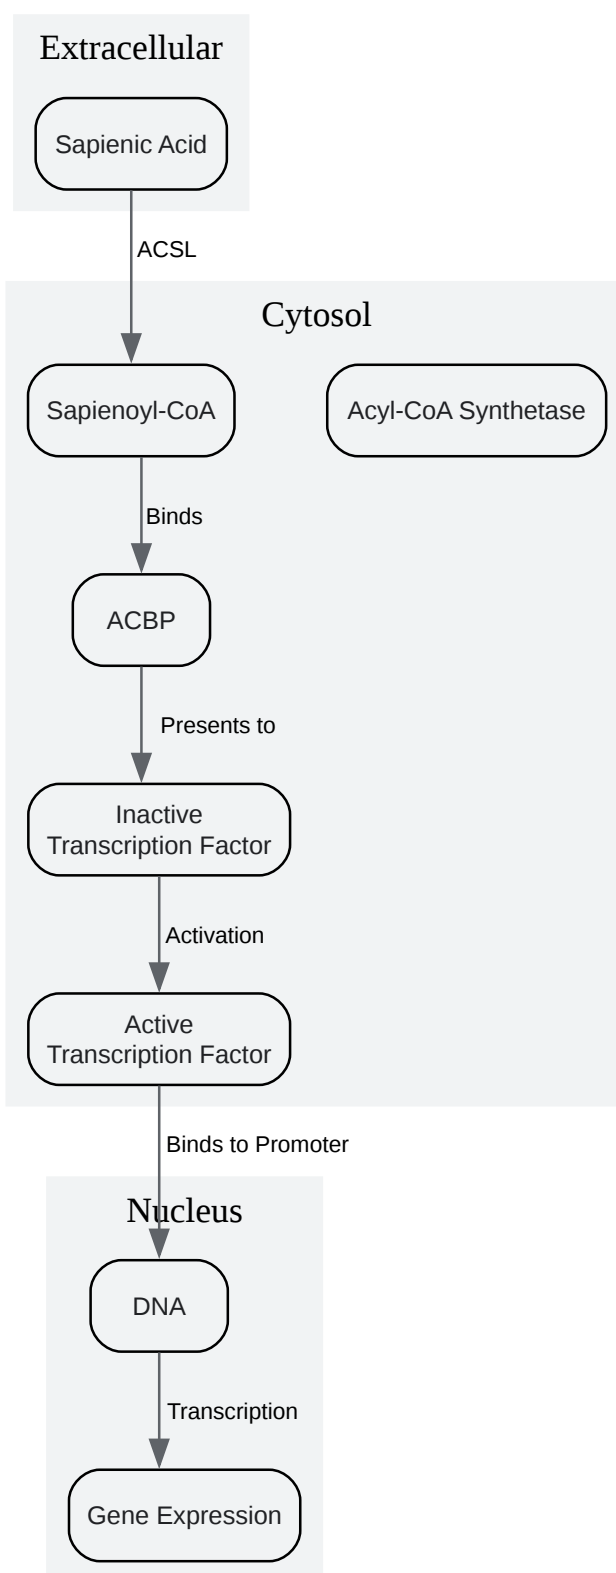 Extracellular
Sapienic Acid
ACSL
Cytosol
Sapienoyl-CoA
Acyl-CoA Synthetase
Binds
ACBP
Presents to
Inactive
Transcription Factor
Activation
Active
Transcription Factor
Binds to Promoter
Nucleus
DNA
Transcription
Gene Expression